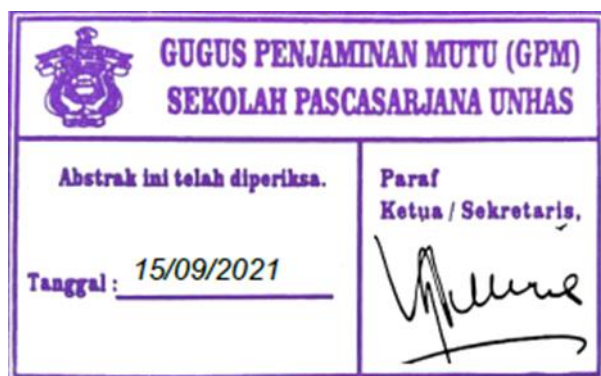 GUGUS PENJAMINAN MUTU (GPM)
SEKOLAH PASCASARJANA UNHAS
Abstrak ini telah diperiksa.
Tanggal : 15/09/2021
Paraf
Ketua / Sekretaris,